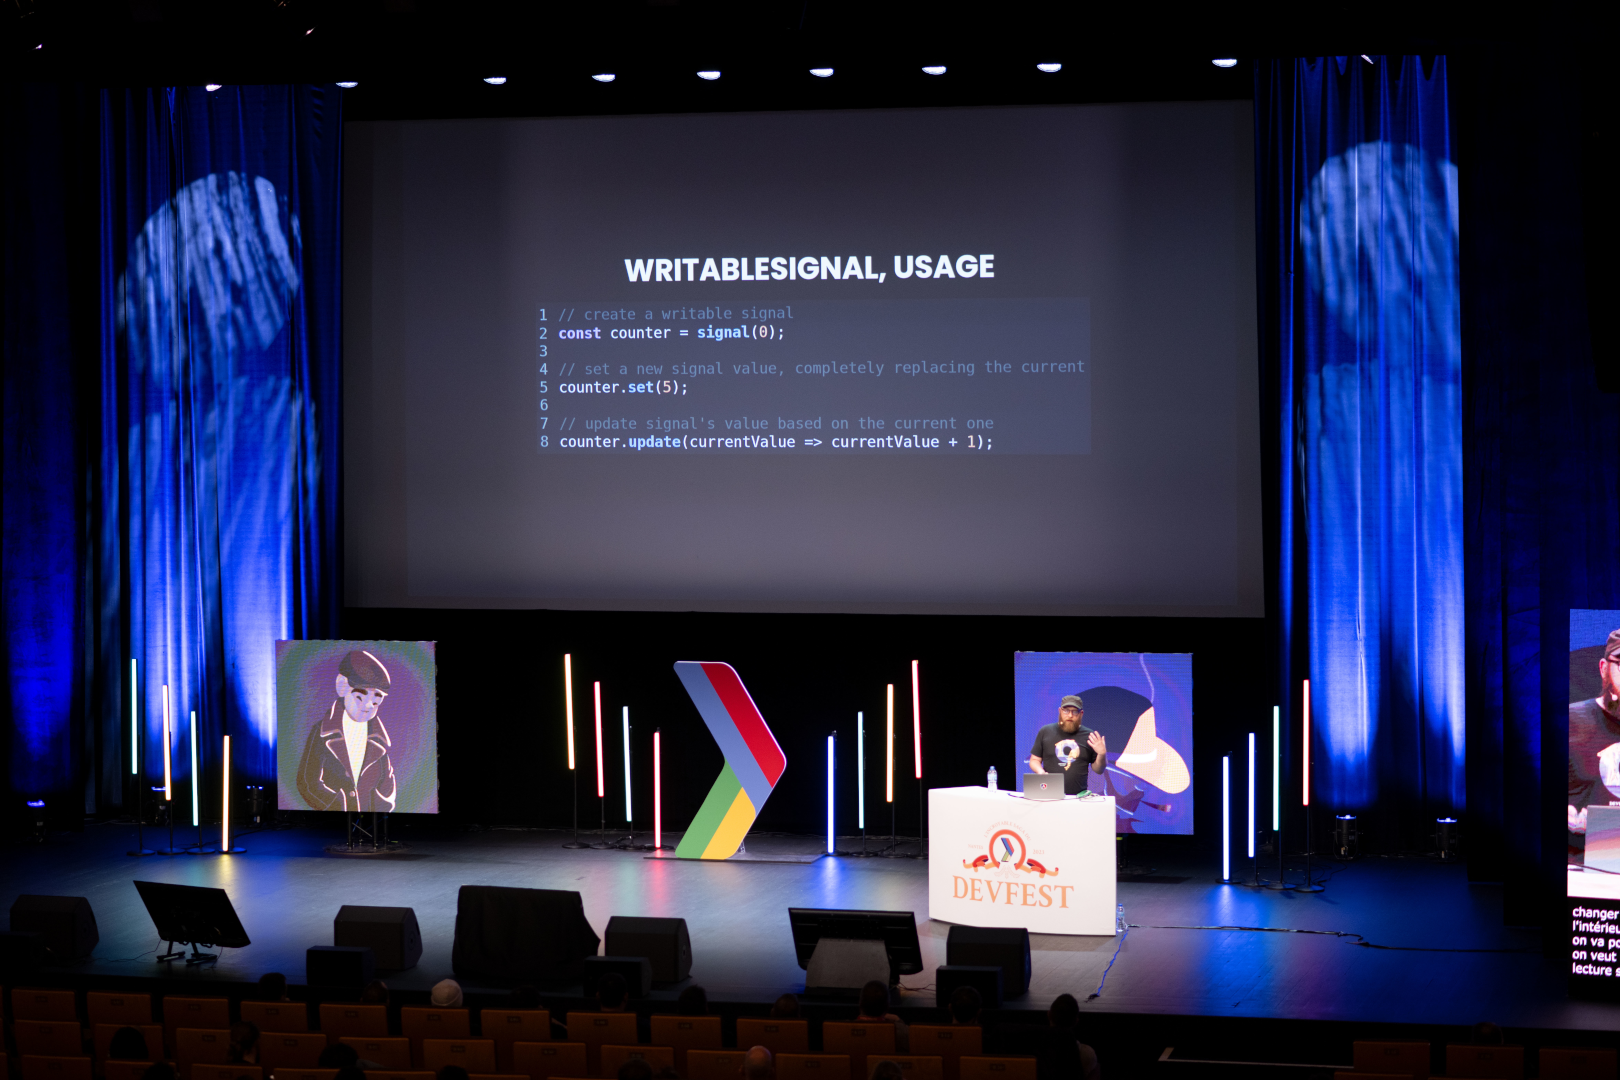 WRITABLESIGNAL, USAGE
1 // create a writable signal
2 const counter = signal(0);
3
4 // set a new signal value, completely replacing the current
5 counter.set(5);
6
7 // update signal's value based on the current one
8 counter.update(currentValue => currentValue + 1);
DEVFEST
changer
l'intérieu
on va po
on veut
lecture s